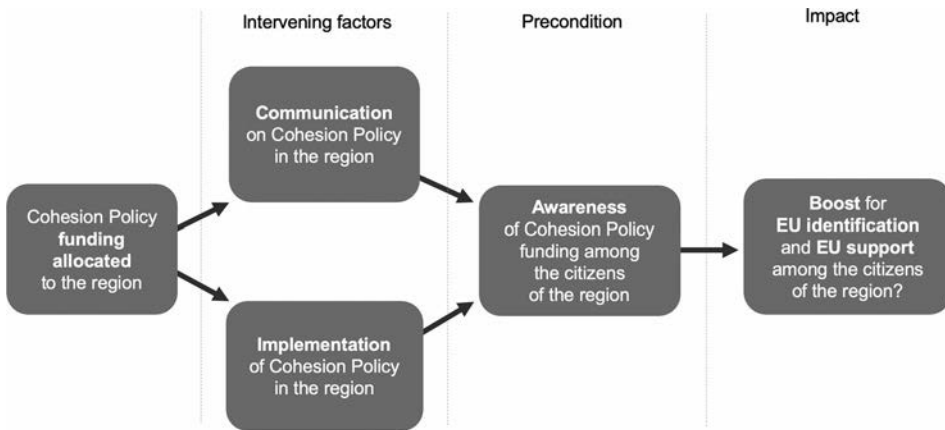 Intervening factors
Precondition
Impact
Communication
on Cohesion Policy
in the region
Cohesion Policy
funding
allocated
to the region
Awareness
of Cohesion Policy
funding among
the citizens
of the region
Boost for
EU identification
and EU support
among the citizens
of the region?
Implementation
of Cohesion Policy
in the region